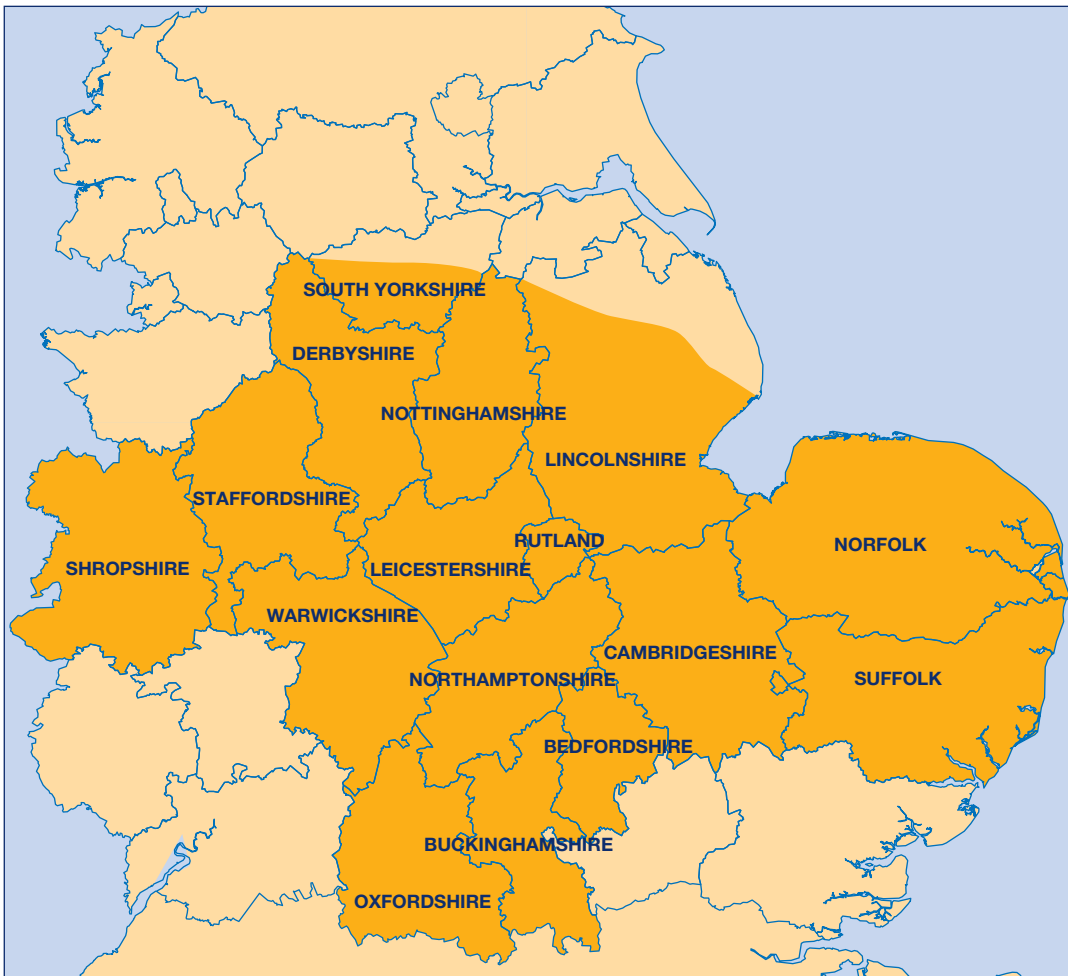 SOUTH YORKSHIRE
DERBYSHIRE
NOTTINGHAMSHIRE
LINCOLNSHIRE
STAFFORDSHIRE
RUTLAND
NORFOLK
SHROPSHIRE
LEICESTERSHIRE
WARWICKSHIRE
CAMBRIDGESHIRE
NORTHAMPTONSHIRE
SUFFOLK
BEDFORDSHIRE
BUCKINGHAMSHIRE
OXFORDSHIRE